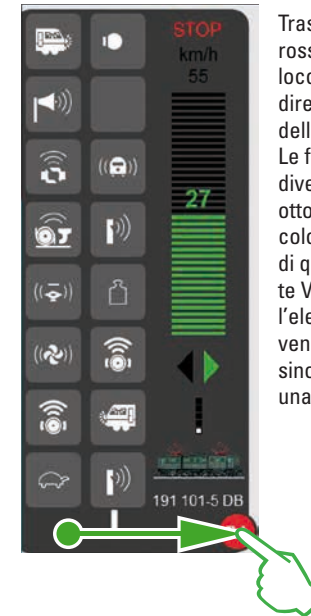 STOP
km/h
55
27
191 101-5 DB
Tras
ross
loco
dire
dell
Le f
dive
otto
colo
di q
te V
l'ele
ven
sino
una